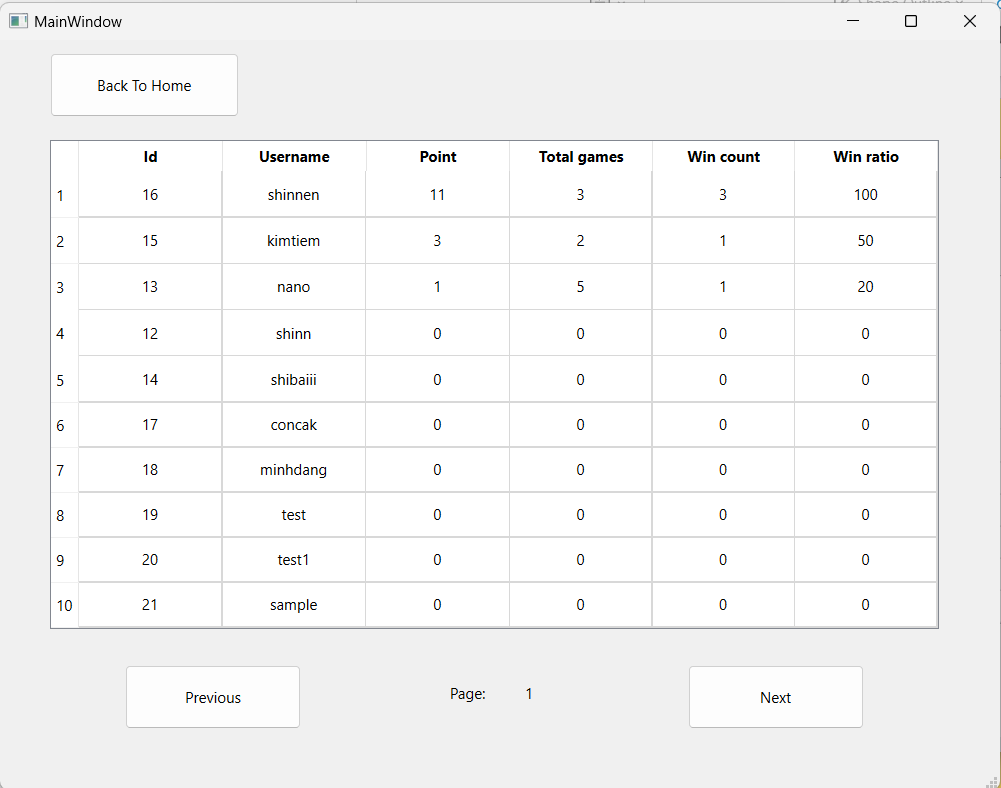 MainWindow
Back To Home
Id Username Point Total games Win count Win ratio
1 16 shinnen 11 3 3 100
2 15 kimtiem 3 2 1 50
3 13 nano 1 5 1 20
4 12 shinn 0 0 0 0
5 14 shibaiii 0 0 0 0
6 17 concak 0 0 0 0
7 18 minhdang 0 0 0 0
8 19 test 0 0 0 0
9 20 test1 0 0 0 0
10 21 sample 0 0 0 0
Previous Page: 1 Next